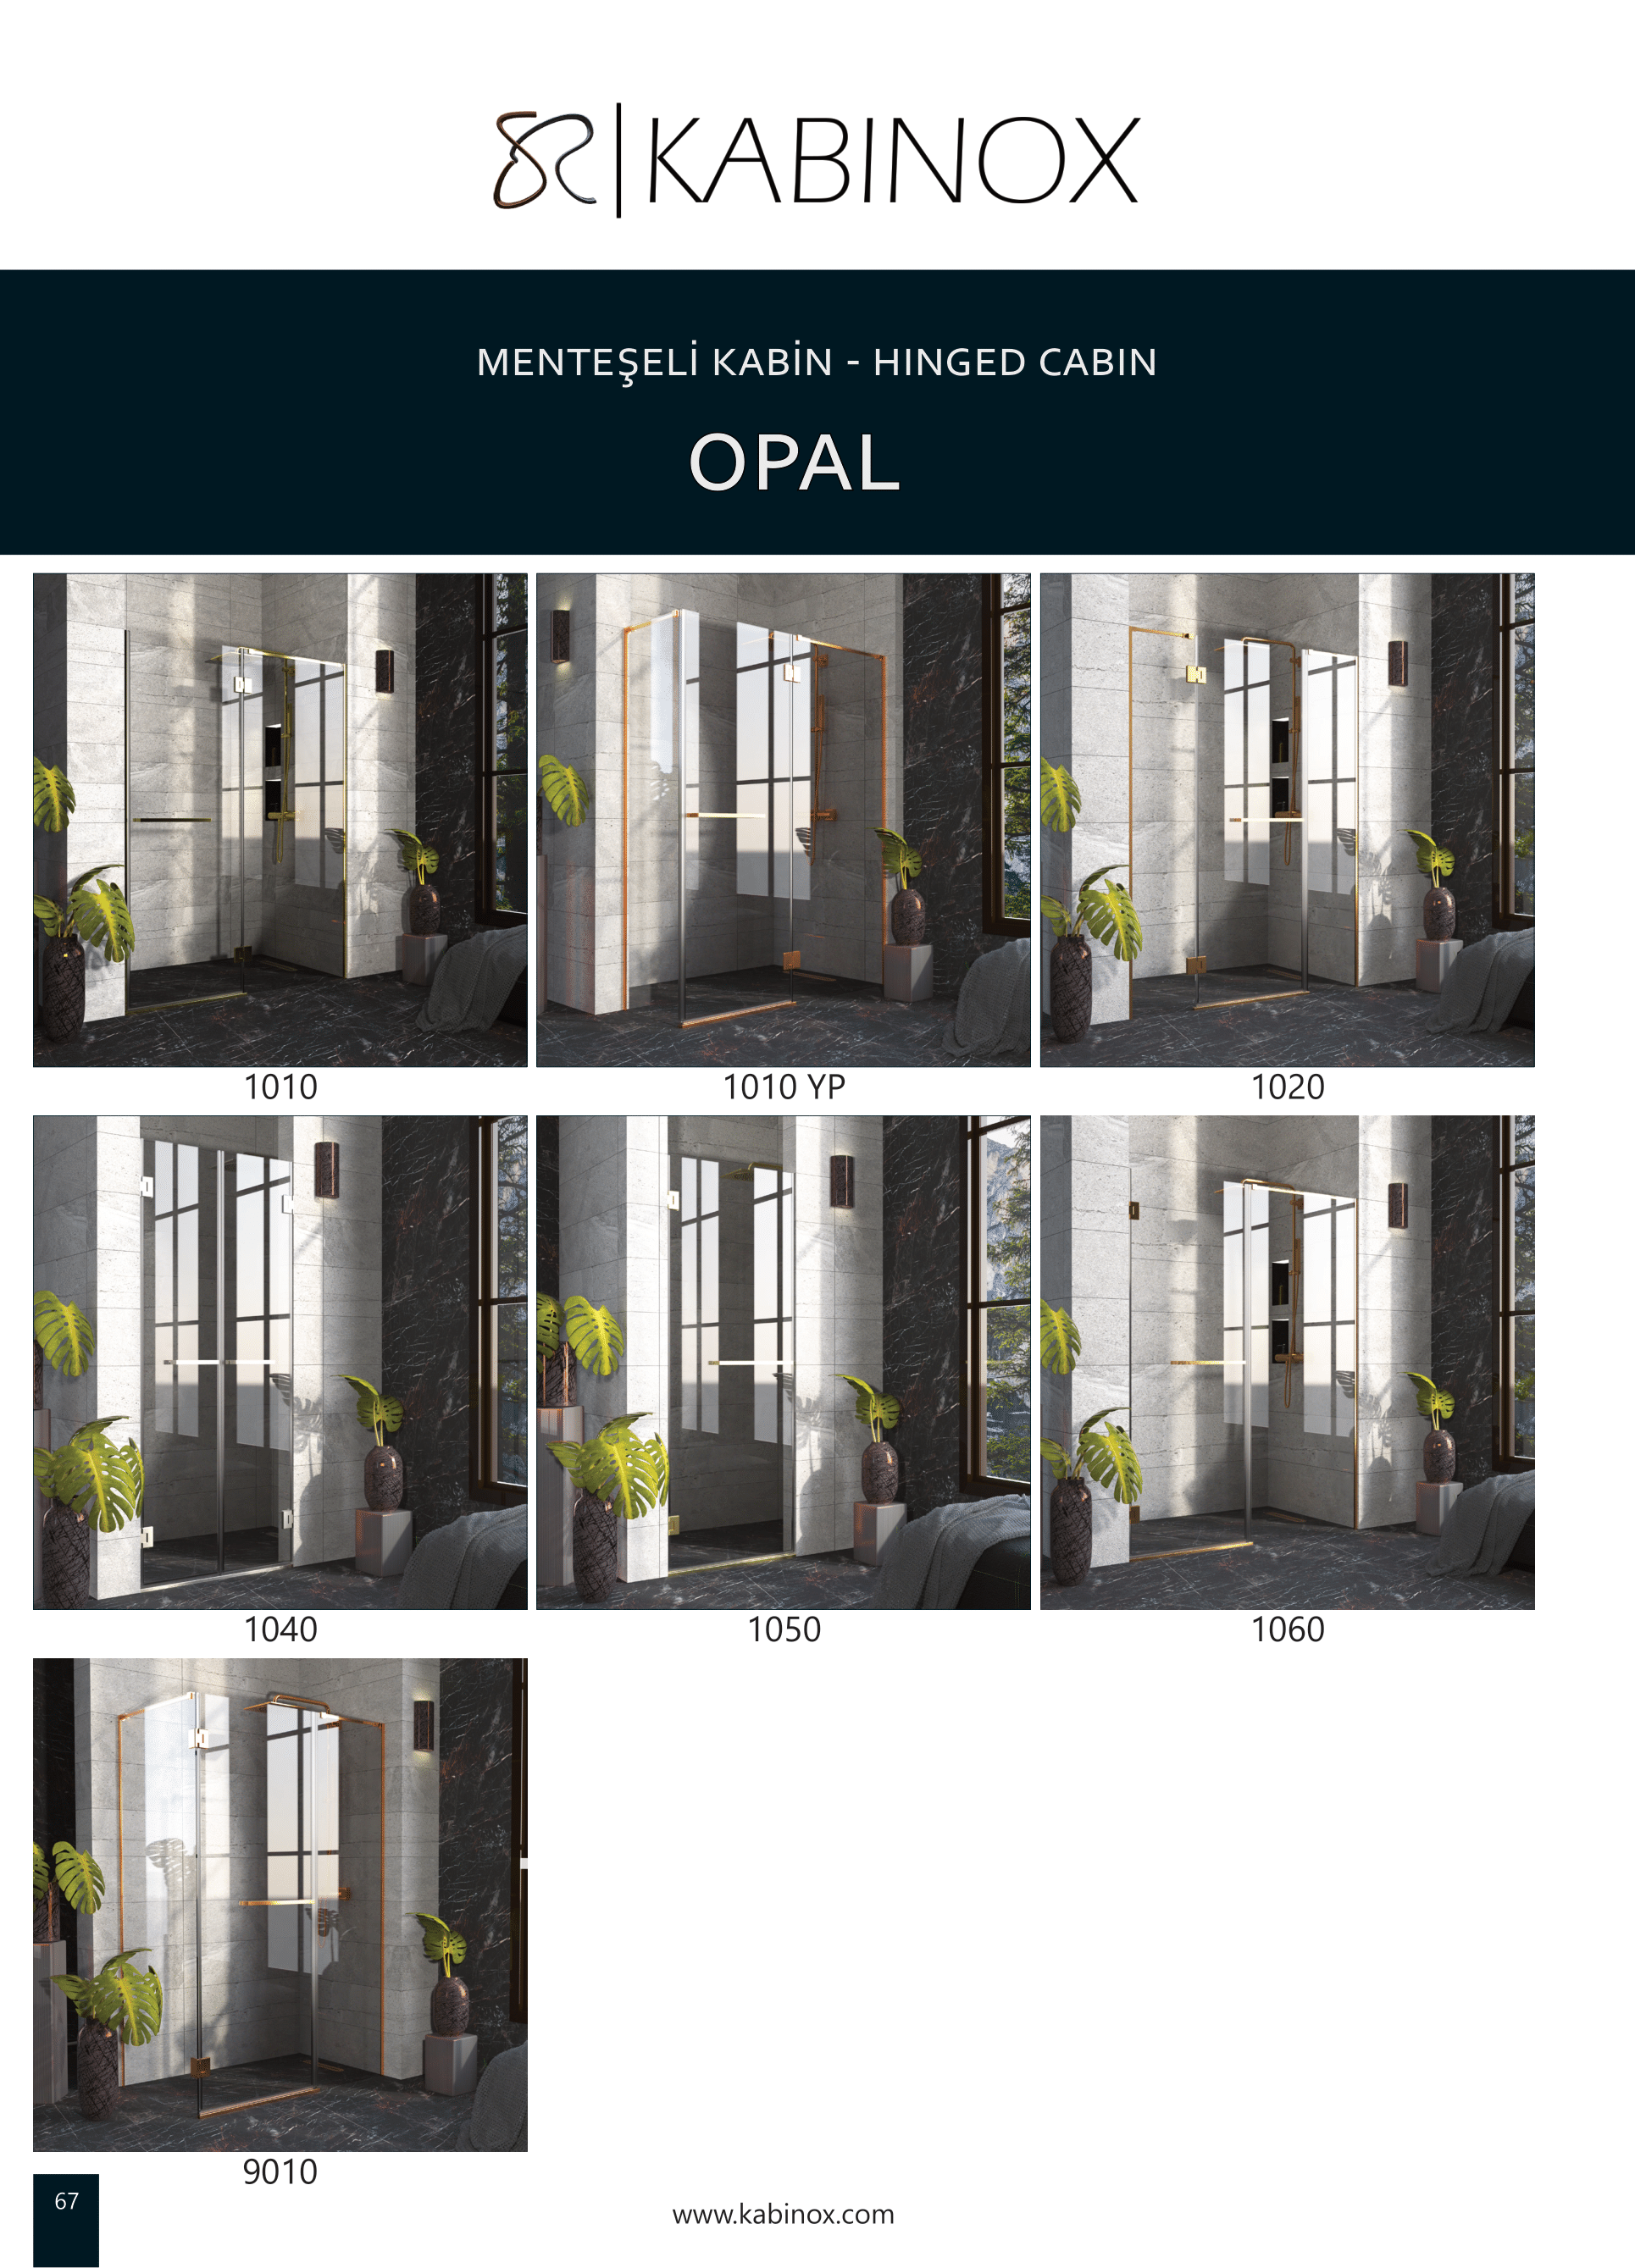 KABINOX
MENTEŞELİ KABİN - HINGED CABIN
OPAL
1010
1010 YP
1020
1040
1050
1060
9010
67
www.kabinox.com